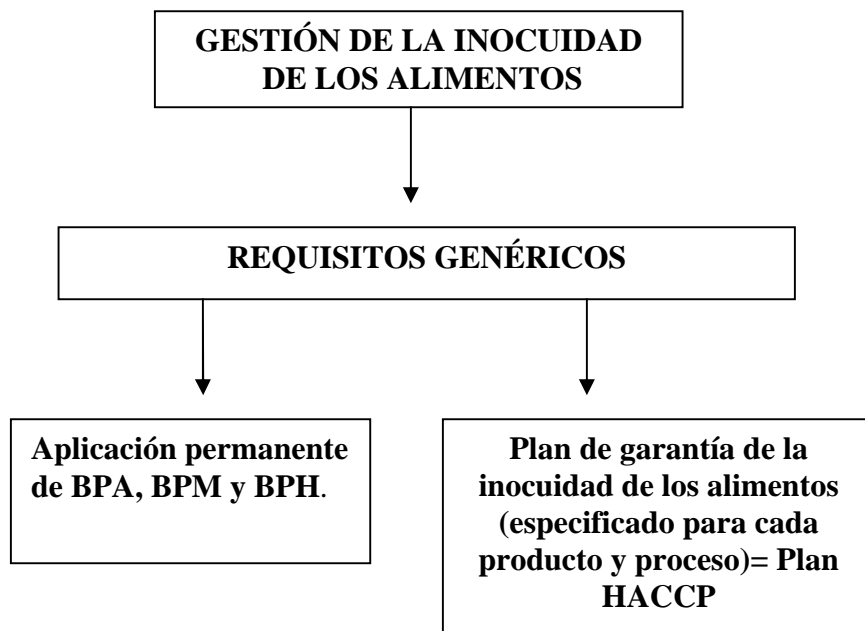 GESTIÓN DE LA INOCUIDAD
DE LOS ALIMENTOS
REQUISITOS GENÉRICOS
Aplicación permanente
de BPA, BPM y BPH.
Plan de garantía de la
inocuidad de los alimentos
(especificado para cada
producto y proceso)= Plan
HACCP